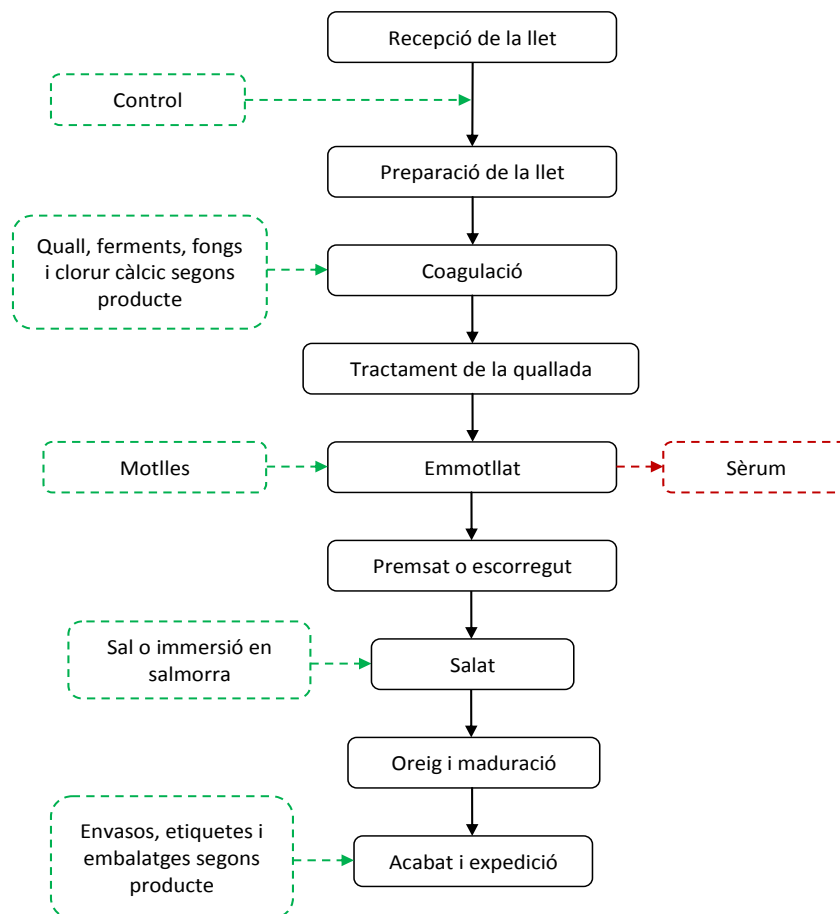 Recepció de la llet
Control
Preparació de la llet
Quall, ferments, fongs
i clorur càlcic segons
producte
Coagulació
Tractament de la quallada
Motlles
Emmotllat
Sèrum
Premsat o escorregut
Sal o immersió en
salmorra
Salat
Oreig i maduració
Envasos, etiquetes i
embalatges segons
producte
Acabat i expedició